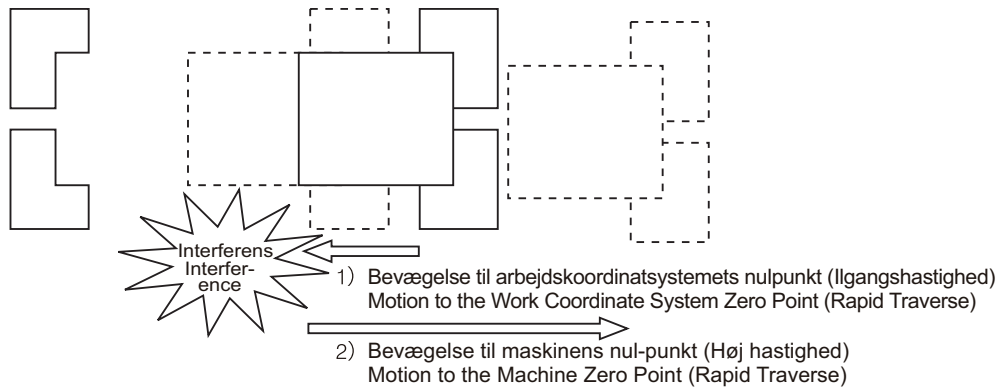 Interferens
Interfer-
ence
1) Bevægelse til arbejdskoordinatsystemets nulpunkt (Ilgangshastighed)
Motion to the Work Coordinate System Zero Point (Rapid Traverse)
2) Bevægelse til maskinens nul-punkt (Høj hastighed)
Motion to the Machine Zero Point (Rapid Traverse)